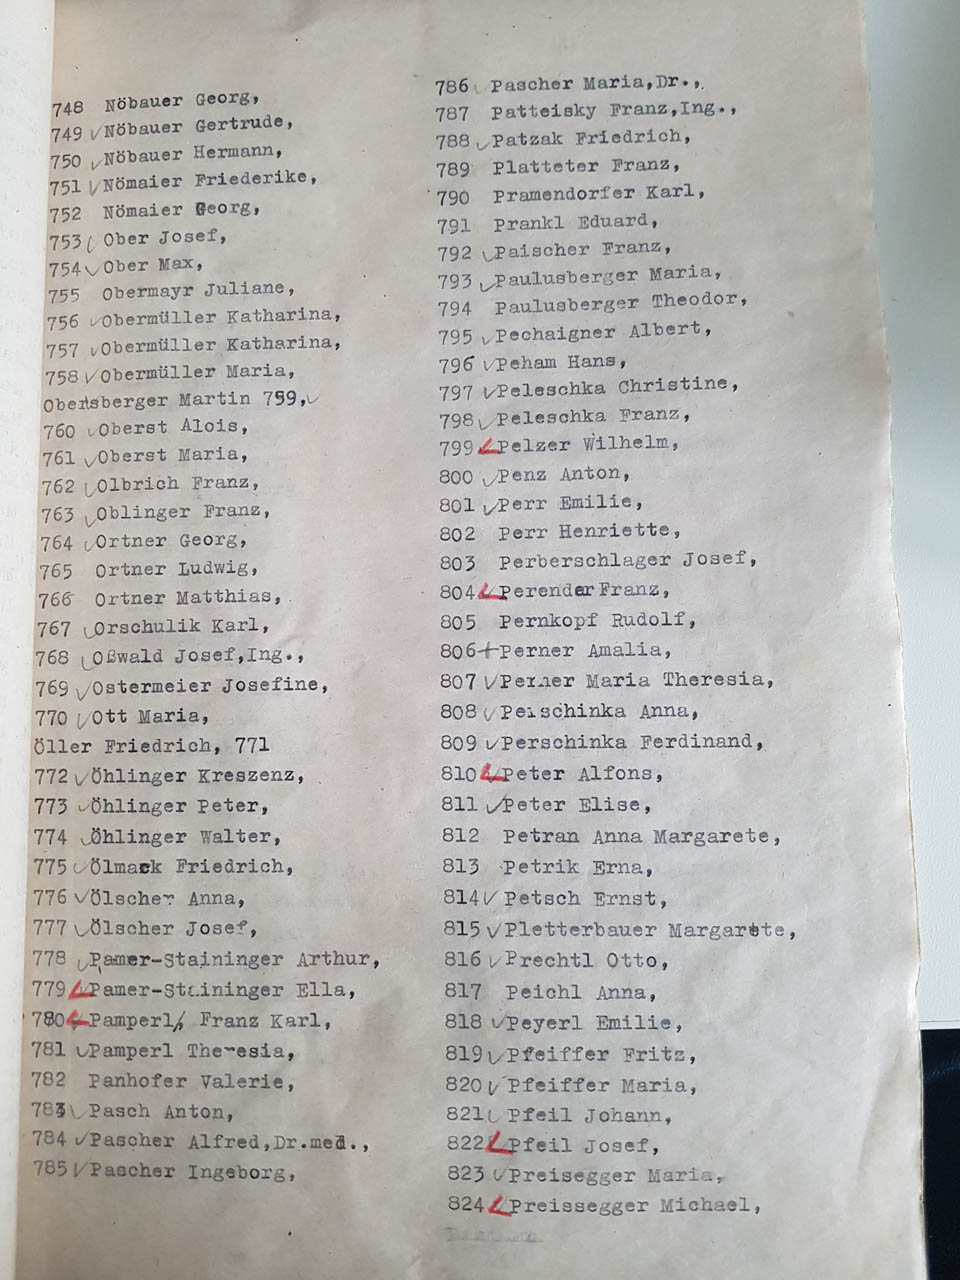 748 Nöbauer Georg,
749 Nöbauer Gertrude,
750 Nöbauer Hermann,
751 Nömaier Friederike,
752 Nömaier Georg,
753 Ober Josef,
754 Ober Max,
755 Obermayr Juliane,
756 Obermüller Katharina,
757 Obermüller Katharina,
758 Obermüller Maria,
Obertsberger Martin 759,
760 Oberst Alois,
761 Oberst Maria,
762 Olbrich Franz,
763 Oblinger Franz,
764 Ortner Georg,
765 Ortner Ludwig,
766 Ortner Matthias,
767 Orschulik Karl,
768 Oßwald Josef,Ing.,
769 Ostermeier Josefine,
770 Ott Maria,
Öller Friedrich, 771
772 Öhlinger Kreszenz,
773 Öhlinger Peter,
774 Öhlinger Walter,
775 Ölmack Friedrich,
776 Ölscher Anna,
777 Ölscher Josef,
778 Pamer-Staininger Arthur,
779 Pamer-Staininger Ella,
780 Pamperl, Franz Karl,
781 Pamperl Theresia,
782 Panhofer Valerie,
783 Pasch Anton,
784 Pascher Alfred,Dr.med.,
785 Pascher Ingeborg,
786 Pascher Maria,Dr.,
787 Patteisky Franz,Ing.,
788 Patzak Friedrich,
789 Platteter Franz,
790 Pramendorfer Karl,
791 Prankl Eduard,
792 Paischer Franz,
793 Paulusberger Maria,
794 Paulusberger Theodor,
795 Pechaigner Albert,
796 Peham Hans,
797 Peleschka Christine,
798 Peleschka Franz,
799 Pelzer Wilhelm,
800 Penz Anton,
801 Perr Emilie,
802 Perr Henriette,
803 Perberschlager Josef,
804 Perender Franz,
805 Pernkopf Rudolf,
806 Perner Amalia,
807 Perner Maria Theresia,
808 Perschinka Anna,
809 Perschinka Ferdinand,
810 Peter Alfons,
811 Peter Elise,
812 Petran Anna Margarete,
813 Petrik Erna,
814 Petsch Ernst,
815 Pletterbauer Margarete,
816 Prechtl Otto,
817 Peichl Anna,
818 Peyerl Emilie,
819 Pfeiffer Fritz,
820 Pfeiffer Maria,
821 Pfeil Johann,
822 Pfeil Josef,
823 Preisegger Maria,
824 Preissegger Michael,